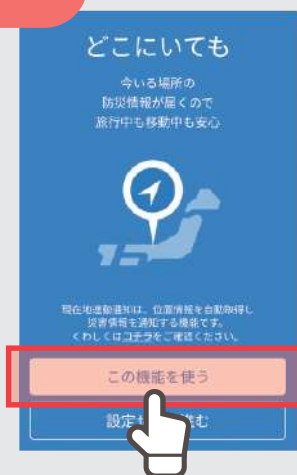 どこにいても
今いる場所の
防災情報が届くので
旅行中も移動中も安心
現在地連動通知は、位置情報を自動取得し
災害情報を通知する機能です。
くわしくはコチラをご確認ください。
この機能を使う
設定せ
む